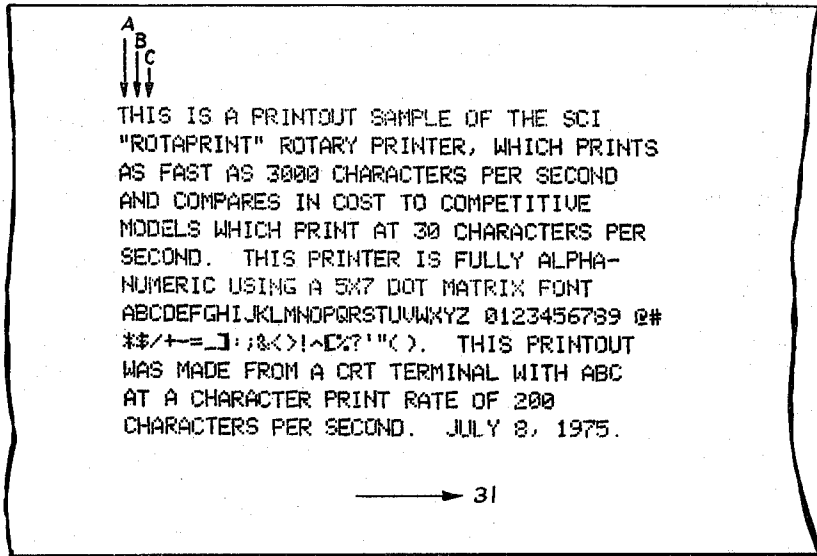 A
B
C
THIS IS A PRINTOUT SAMPLE OF THE SCI
"ROTAPRINT" ROTARY PRINTER, WHICH PRINTS
AS FAST AS 3000 CHARACTERS PER SECOND
AND COMPARES IN COST TO COMPETITIVE
MODELS WHICH PRINT AT 30 CHARACTERS PER
SECOND. THIS PRINTER IS FULLY ALPHA-
NUMERIC USING A 5X7 DOT MATRIX FONT
ABCDEFGHIJKLMNOPQRSTUVWXYZ 0123456789 @#
*$/+-=_]:;&<>!^[%?'"(). THIS PRINTOUT
WAS MADE FROM A CRT TERMINAL WITH ABC
AT A CHARACTER PRINT RATE OF 200
CHARACTERS PER SECOND. JULY 8, 1975.
31